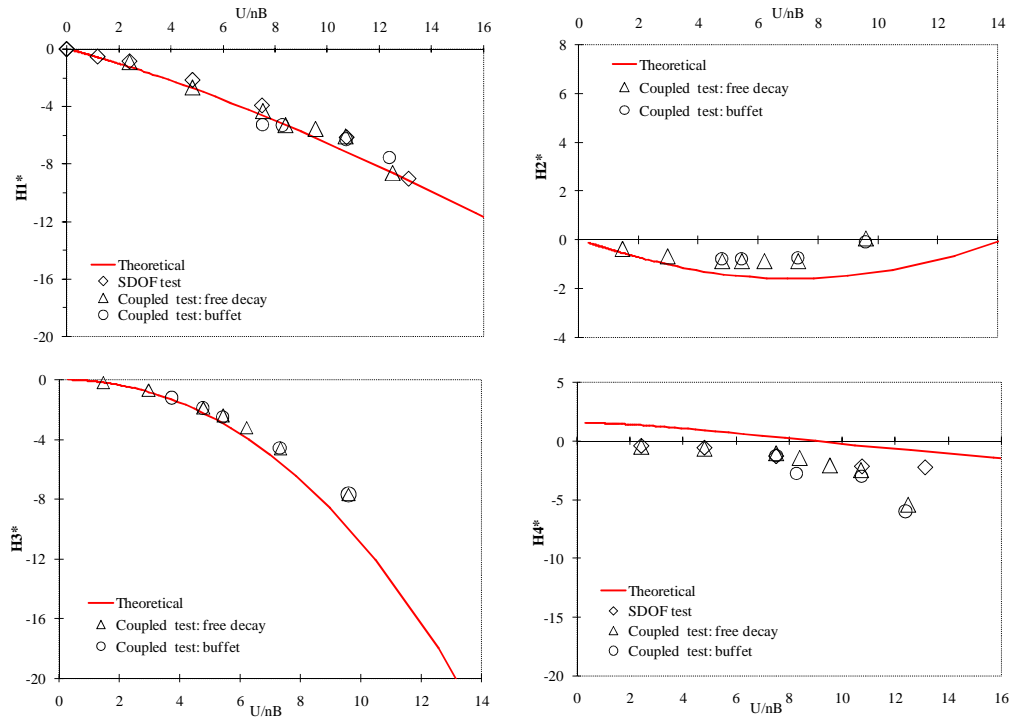 U/nB
0 2 4 6 8 10 12 14 16
0
-4
-8
-12
-16
-20
H1*
Theoretical
SDOF test
Coupled test: free decay
Coupled test: buffet
U/nB
0 2 4 6 8 10 12 14
8
6
4
2
0
-2
-4
H2*
Theoretical
Coupled test: free decay
Coupled test: buffet
0
-4
-8
-12
-16
-20
H3*
Theoretical
Coupled test: free decay
Coupled test: buffet
0 2 4 6 8 10 12 14
U/nB
5
0
-5
-10
-15
-20
H4*
Theoretical
SDOF test
Coupled test: free decay
Coupled test: buffet
0 2 4 6 8 10 12 14 16
U/nB